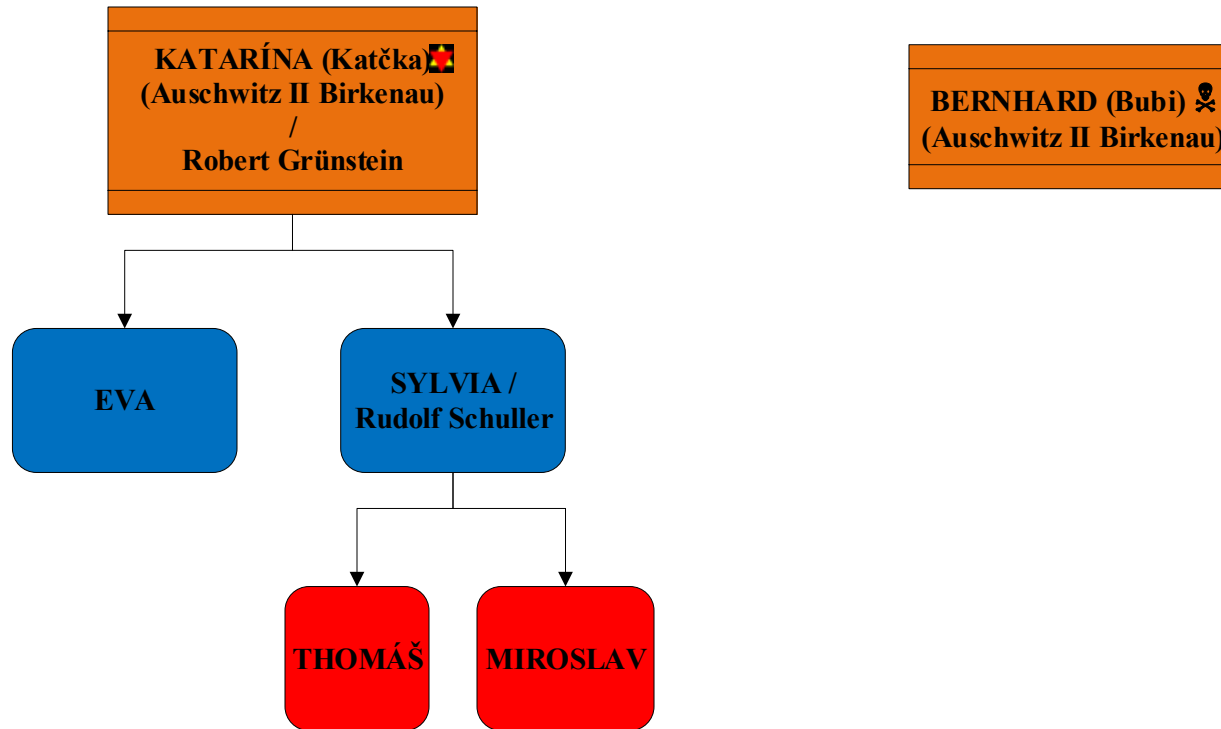 KATARÍNA (Katčka)
(Auschwitz II Birkenau)
/
Robert Grünstein
BERNHARD (Bubi)
(Auschwitz II Birkenau)
EVA
SYLVIA /
Rudolf Schuller
THOMÁŠ
MIROSLAV